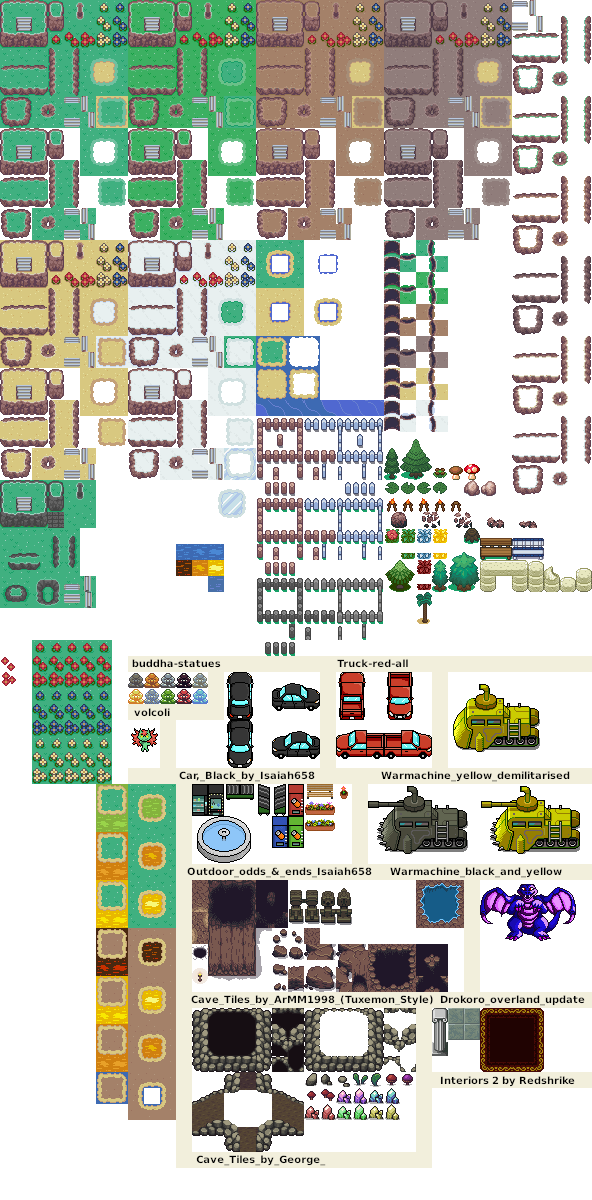 buddha-statues
Truck-red-all
volcoli
Car_Black_by_Isaiah658
Warmachine_yellow_demilitarised
Outdoor_odds_&_ends_Isaiah658
Warmachine_black_and_yellow
Cave_Tiles_by_ArMM1998_(Tuxemon_Style)
Drokoro_overland_update
Interiors 2 by Redshrike
Cave_Tiles_by_George_